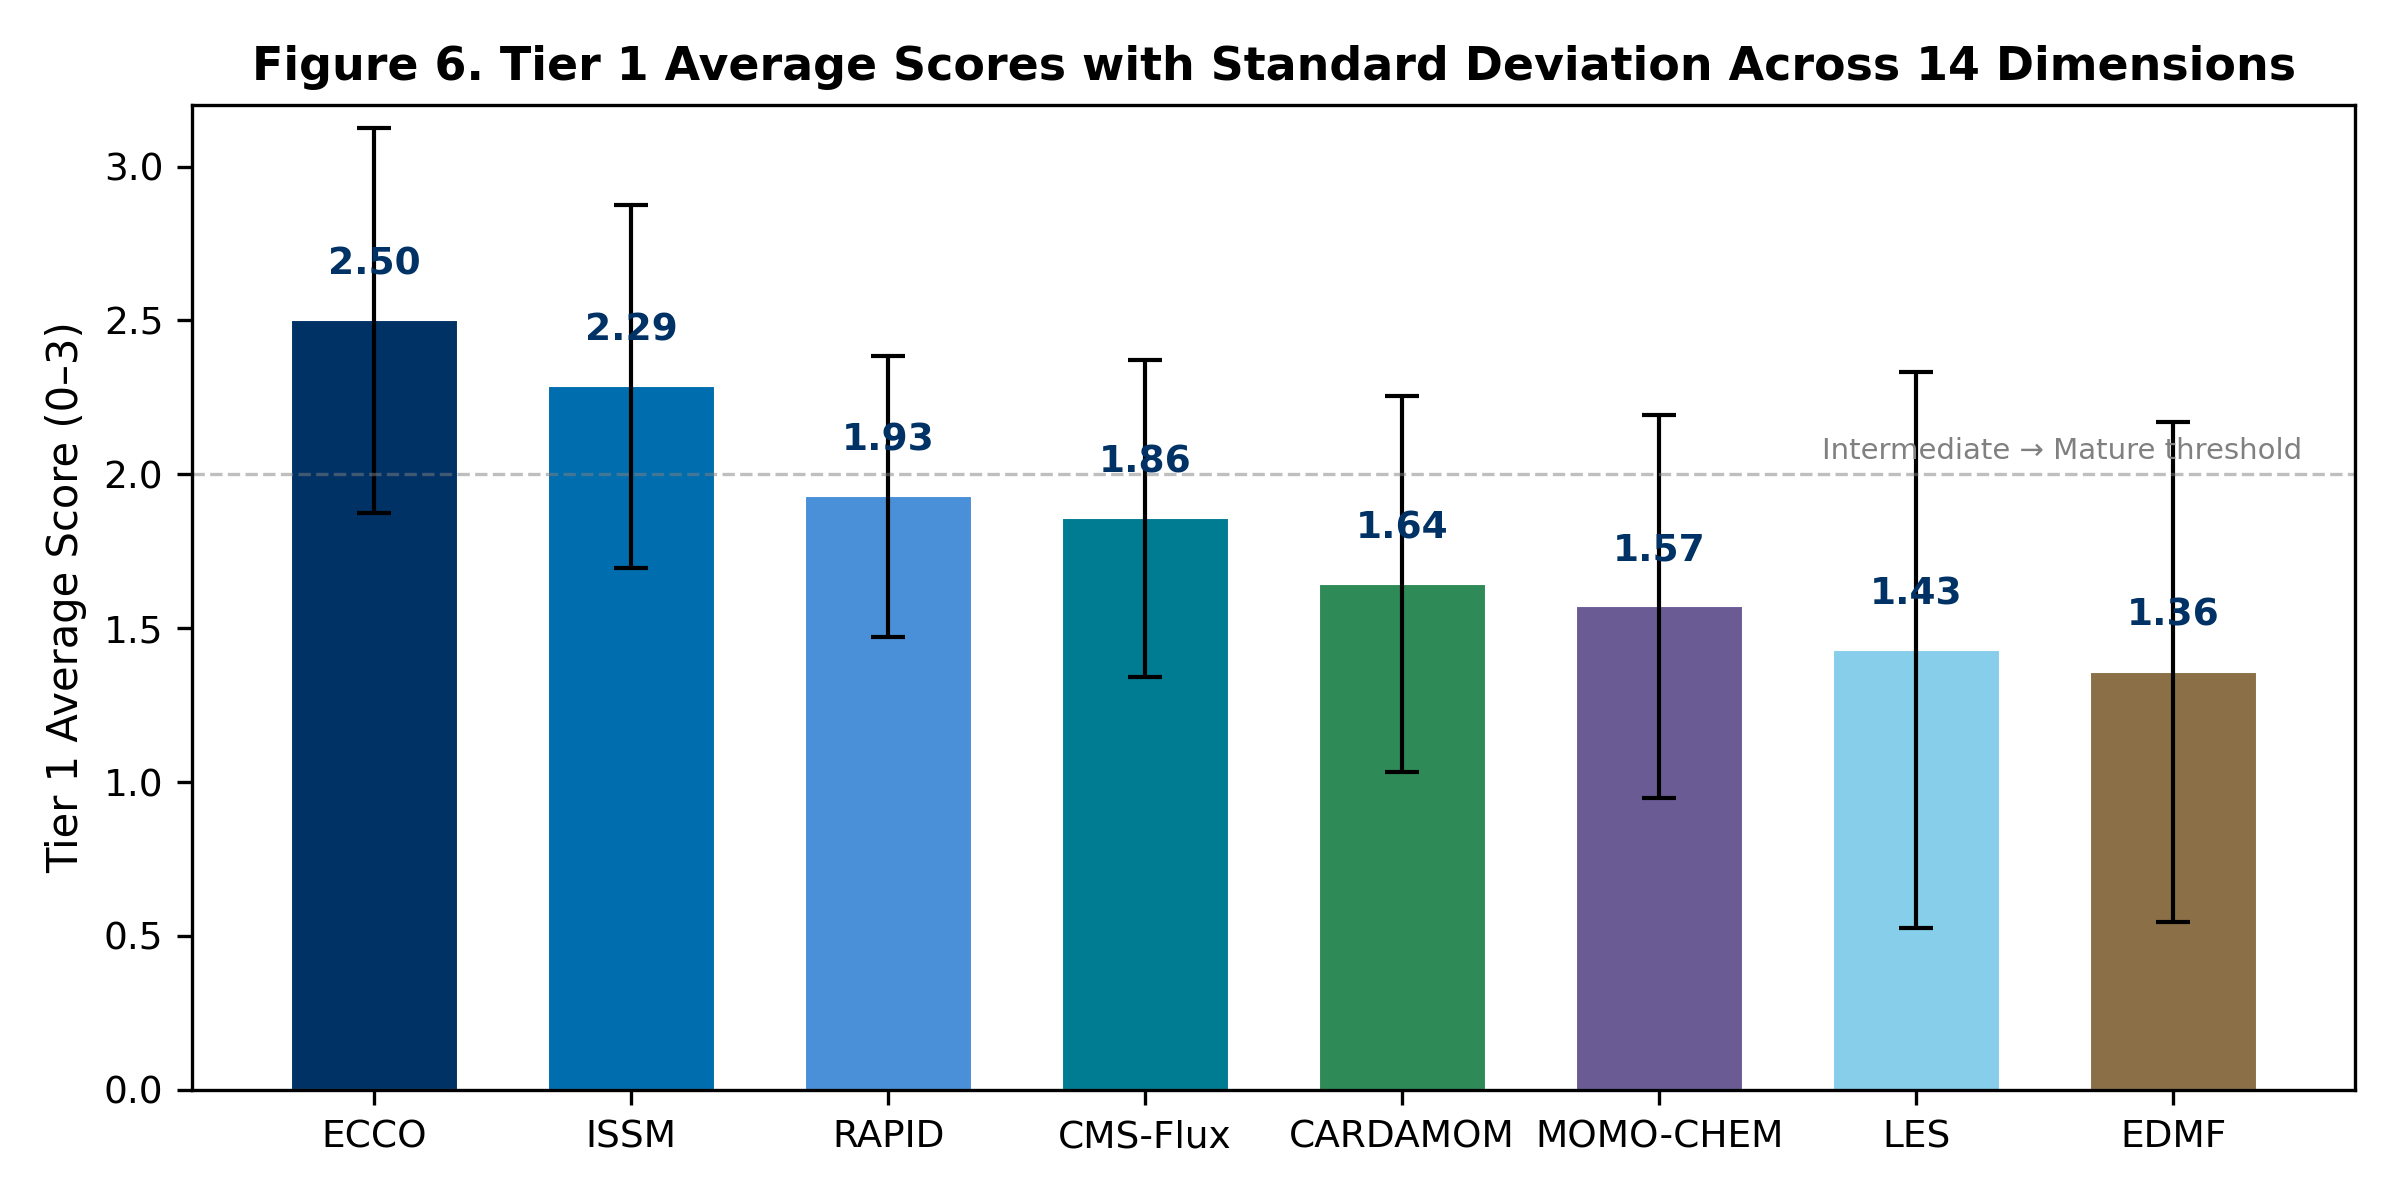 Figure 6. Tier 1 Average Scores with Standard Deviation Across 14 Dimensions
Tier 1 Average Score (0–3)
3.0
2.5
2.0
1.5
1.0
0.5
0.0
2.50
2.29
1.93
1.86
1.64
1.57
1.43
1.36
Intermediate → Mature threshold
ECCO
ISSM
RAPID
CMS-Flux
CARDAMOM
MOMO-CHEM
LES
EDMF